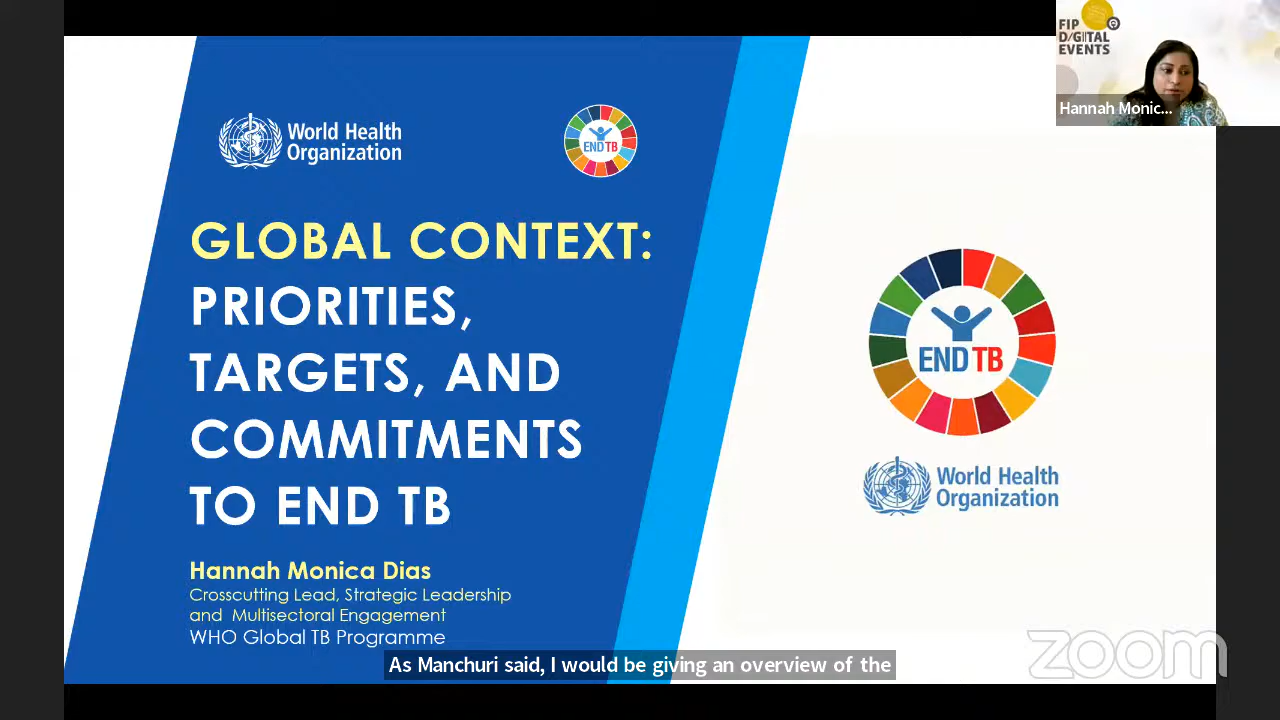 World Health
Organization
END TB
GLOBAL CONTEXT:
PRIORITIES,
TARGETS, AND
COMMITMENTS
TO END TB
Hannah Monica Dias
Crosscutting Lead, Strategic Leadership
and Multisectoral Engagement
WHO Global TB Programme
END TB
World Health
Organization
FIP
DIGITAL
EVENTS
Hannah Monic...
As Manchuri said, I would be giving an overview of the
zoom